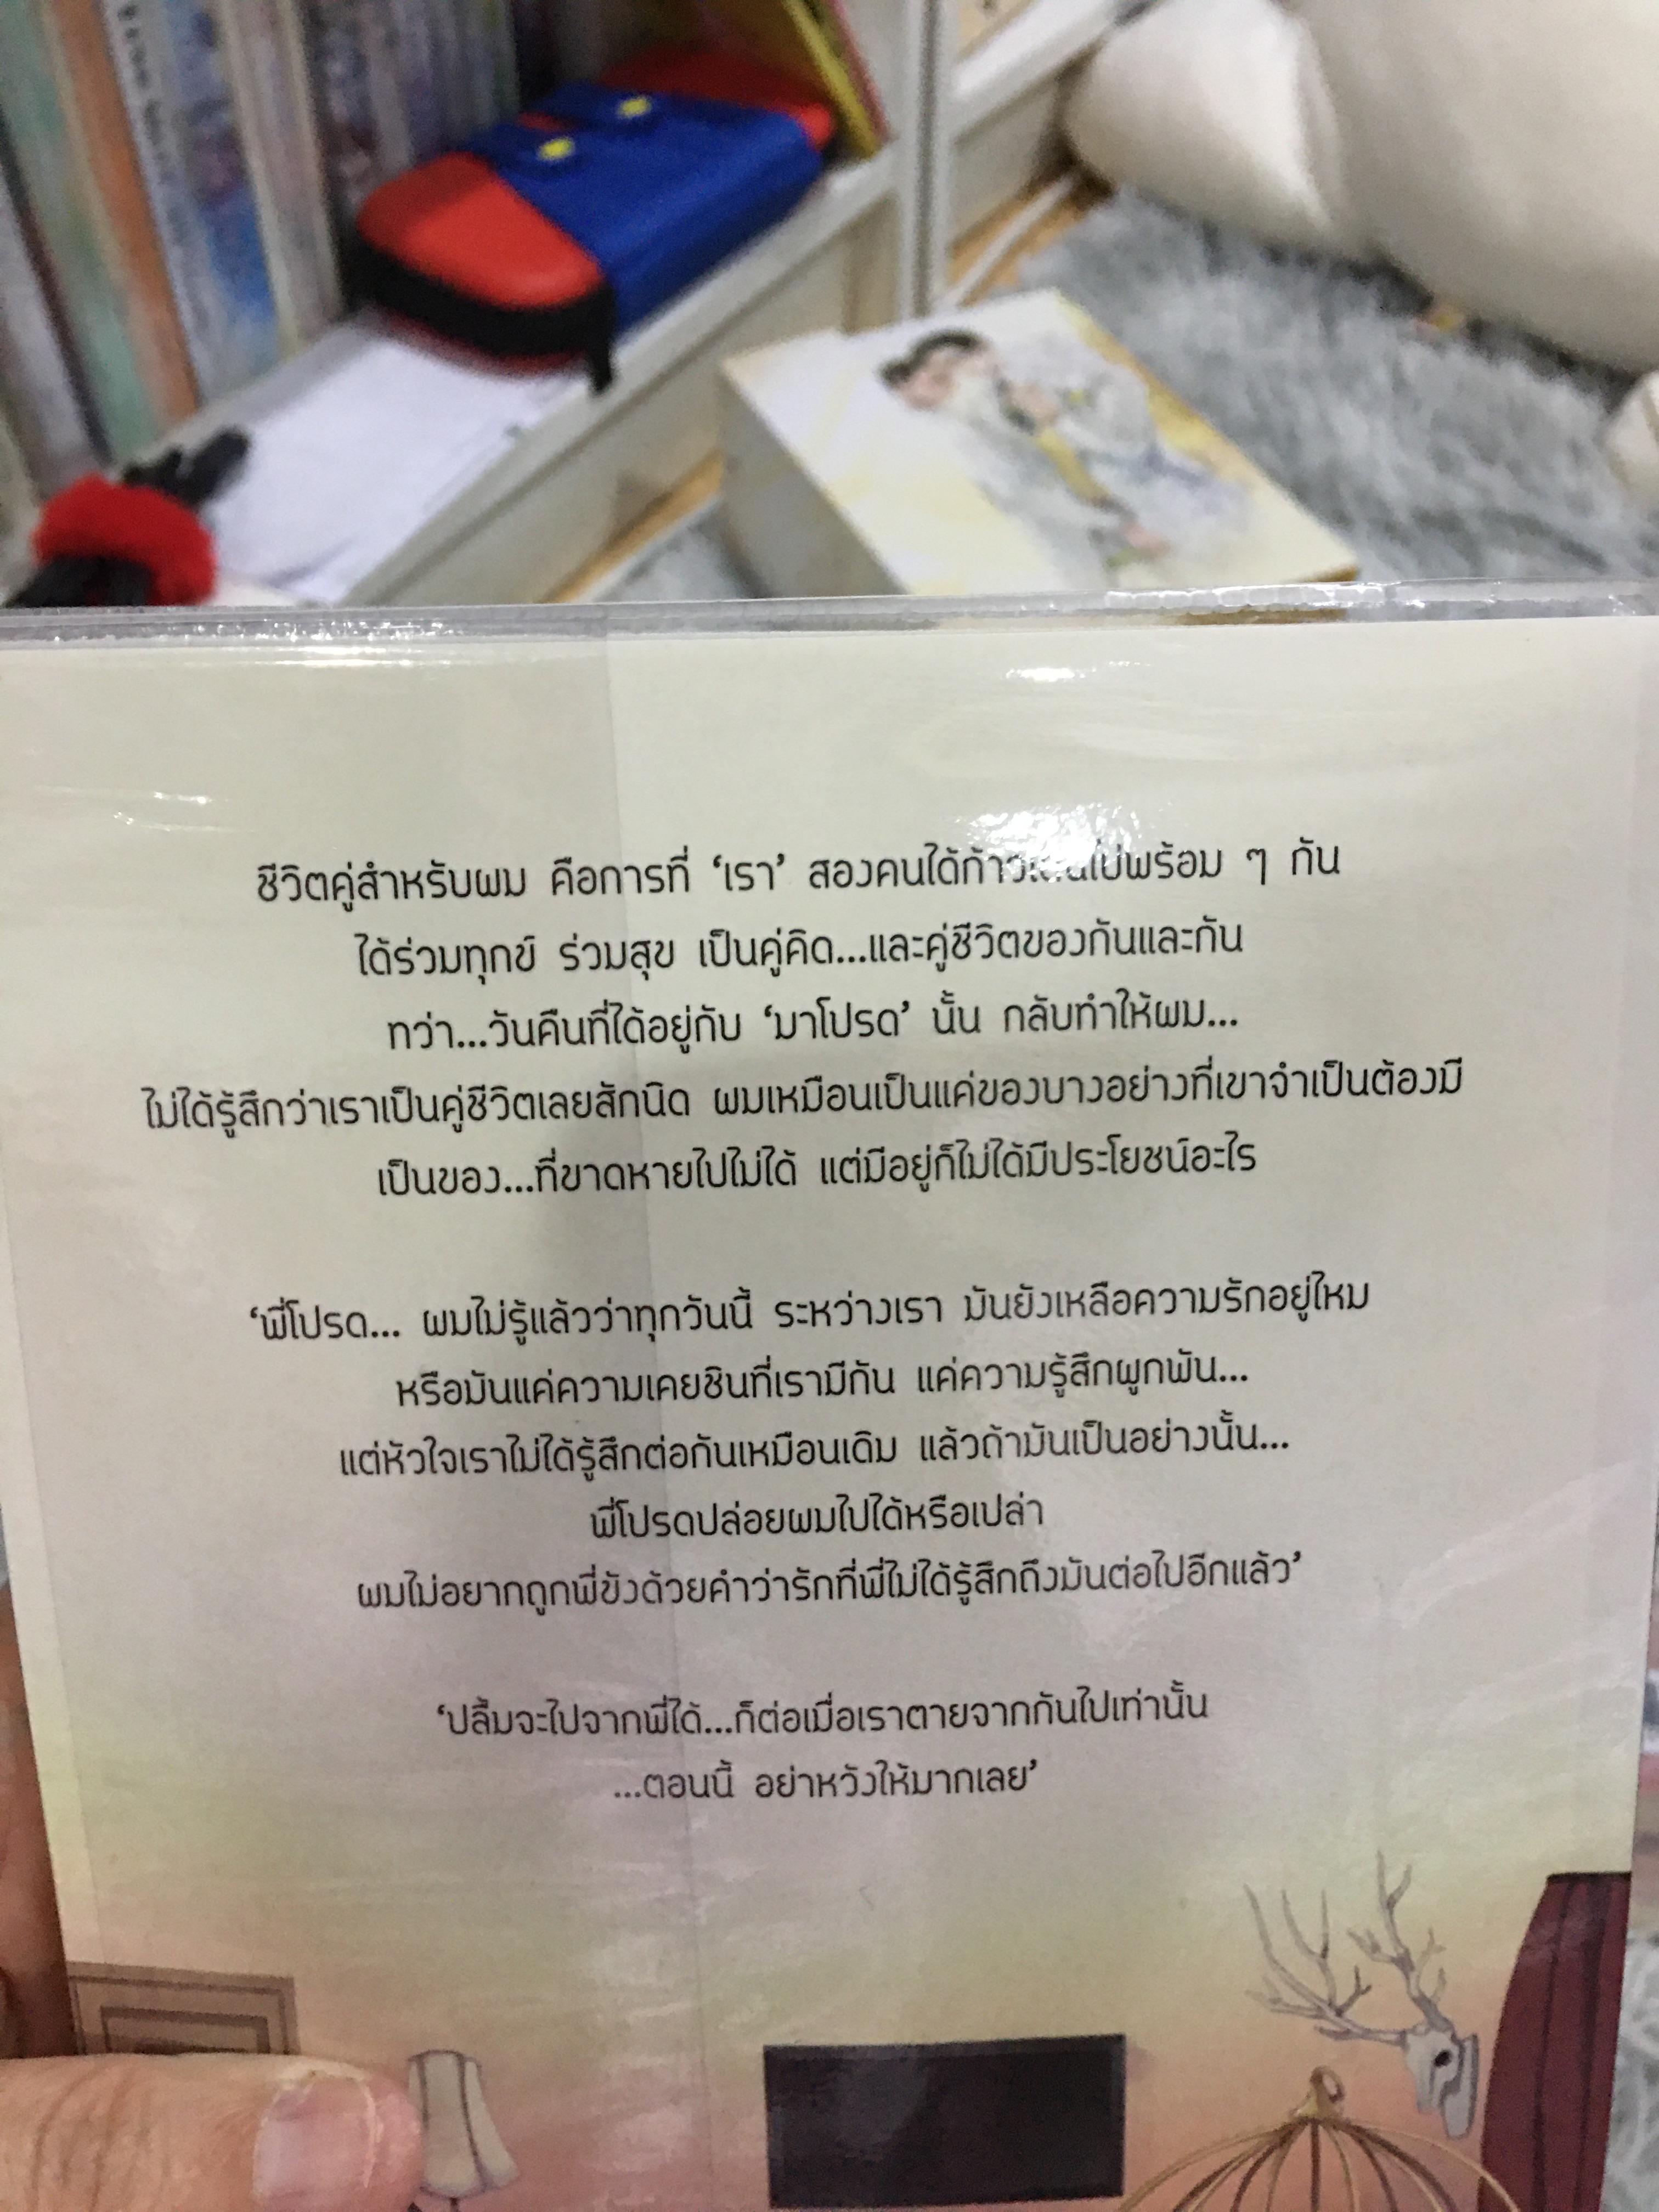 ชีวิตคู่สำหรับผม คือการที่ ‘เรา’ สองคนได้ก้าวเดินไปพร้อม ๆ กัน
ได้ร่วมทุกข์ ร่วมสุข เป็นคู่คิด...และคู่ชีวิตของกันและกัน
ทว่า...วันคืนที่ได้อยู่กับ ‘มาโปรด’ นั้น กลับทำให้ผม...
ไม่ได้รู้สึกว่าเราเป็นคู่ชีวิตเลยสักนิด ผมเหมือนเป็นแค่ของบางอย่างที่เขาจำเป็นต้องมี
เป็นของ...ที่ขาดหายไปไม่ได้ แต่มีอยู่ก็ไม่ได้มีประโยชน์อะไร
‘พี่โปรด... ผมไม่รู้แล้วว่าทุกวันนี้ ระหว่างเรา มันยังเหลือความรักอยู่ไหม
หรือมันแค่ความเคยชินที่เรามีกัน แค่ความรู้สึกผูกพัน...
แต่หัวใจเราไม่ได้รู้สึกต่อกันเหมือนเดิม แล้วถ้ามันเป็นอย่างนั้น...
พี่โปรดปล่อยผมไปได้หรือเปล่า
ผมไม่อยากถูกพี่ขังด้วยคำว่ารักที่พี่ไม่ได้รู้สึกถึงมันต่อไปอีกแล้ว’
‘ปลื้มจะไปจากพี่ได้...ก็ต่อเมื่อเราตายจากกันไปเท่านั้น
...ตอนนี้ อย่าหวังให้มากเลย’